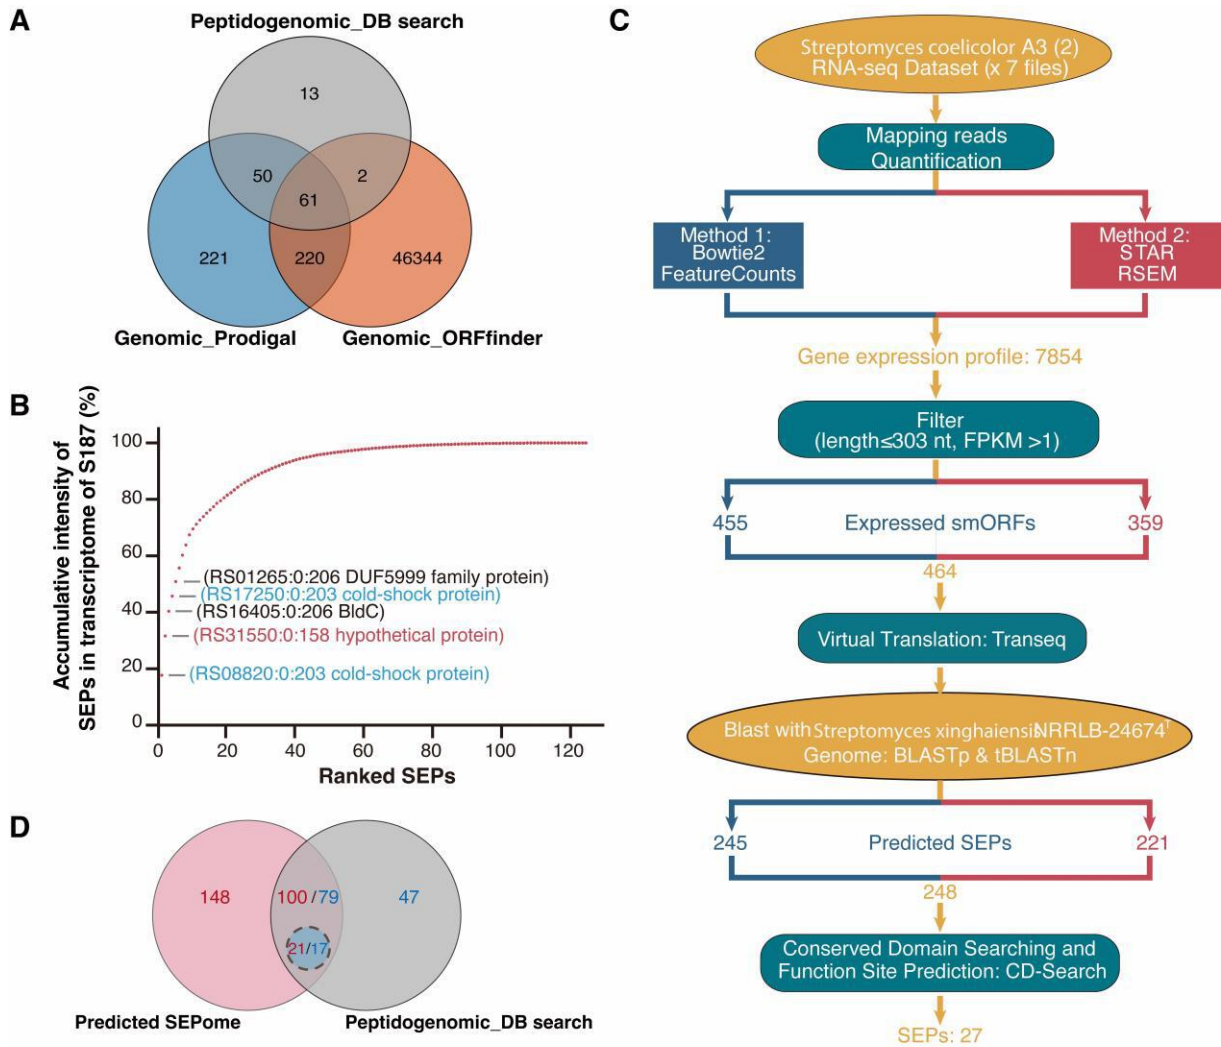 A
Peptidogenomic_DB search
13
50
2
61
221
220
46344
Genomic_Prodigal
Genomic_ORFfinder
B
Accumulative intensity of
SEPs in transcriptome of S187 (%)
100
80
60
40
20
0
(RS01265:0:206 DUF5999 family protein)
(RS17250:0:203 cold-shock protein)
(RS16405:0:206 BldC)
(RS31550:0:158 hypothetical protein)
(RS08820:0:203 cold-shock protein)
0
20
40
60
80
100
120
Ranked SEPs
D
148
100 /79
47
21/17
Predicted SEPome
Peptidogenomic_DB search
C
Streptomyces coelicolor A3 (2)
RNA-seq Dataset (x 7 files)
Mapping reads
Quantification
Method 1:
Bowtie2
FeatureCounts
Method 2:
STAR
RSEM
Gene expression profile: 7854
Filter
(length≤303 nt, FPKM >1)
455
Expressed smORFs
359
464
Virtual Translation: Transeq
Blast with Streptomyces xinghaiensis NRRLB-24674T
Genome: BLASTp & tBLASTn
245
Predicted SEPs
221
248
Conserved Domain Searching and
Function Site Prediction: CD-Search
SEPs: 27